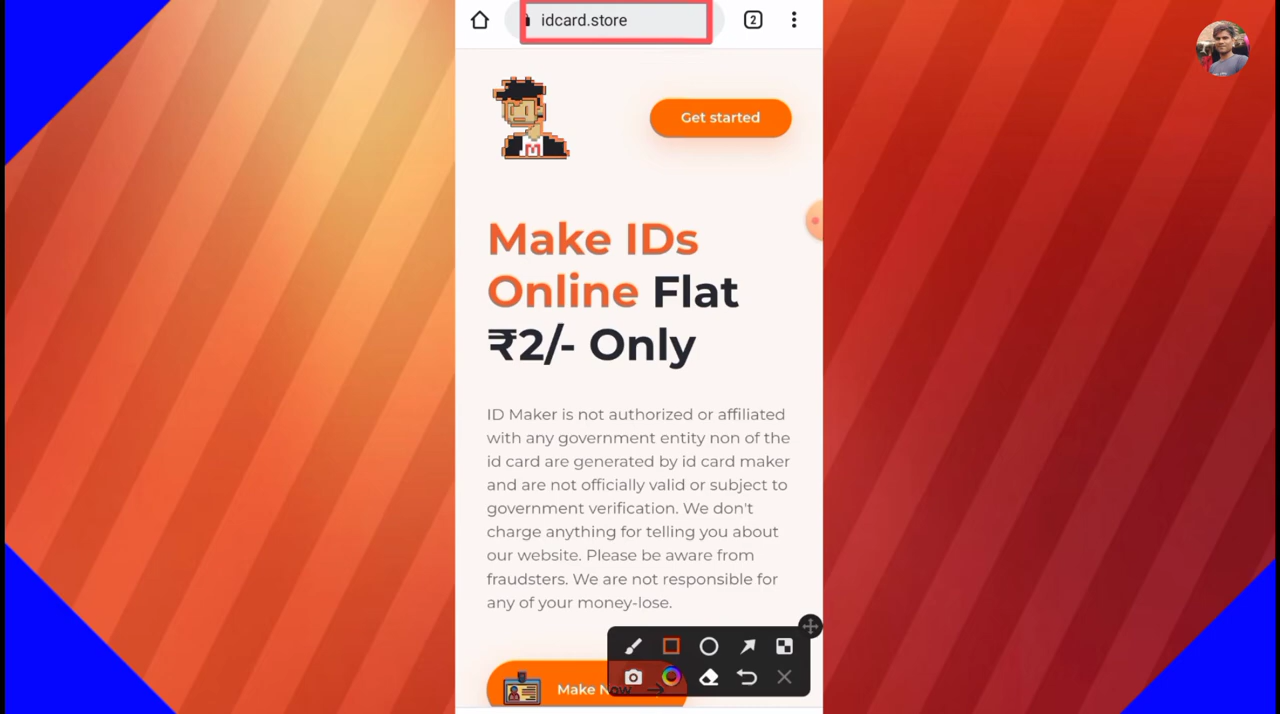 idcard.store
2
Get started
Make IDs
Online Flat
₹2/- Only
ID Maker is not authorized or affiliated
with any government entity non of the
id card are generated by id card maker
and are not officially valid or subject to
government verification. We don't
charge anything for telling you about
our website. Please be aware from
fraudsters. We are not responsible for
any of your money-lose.
Make Now